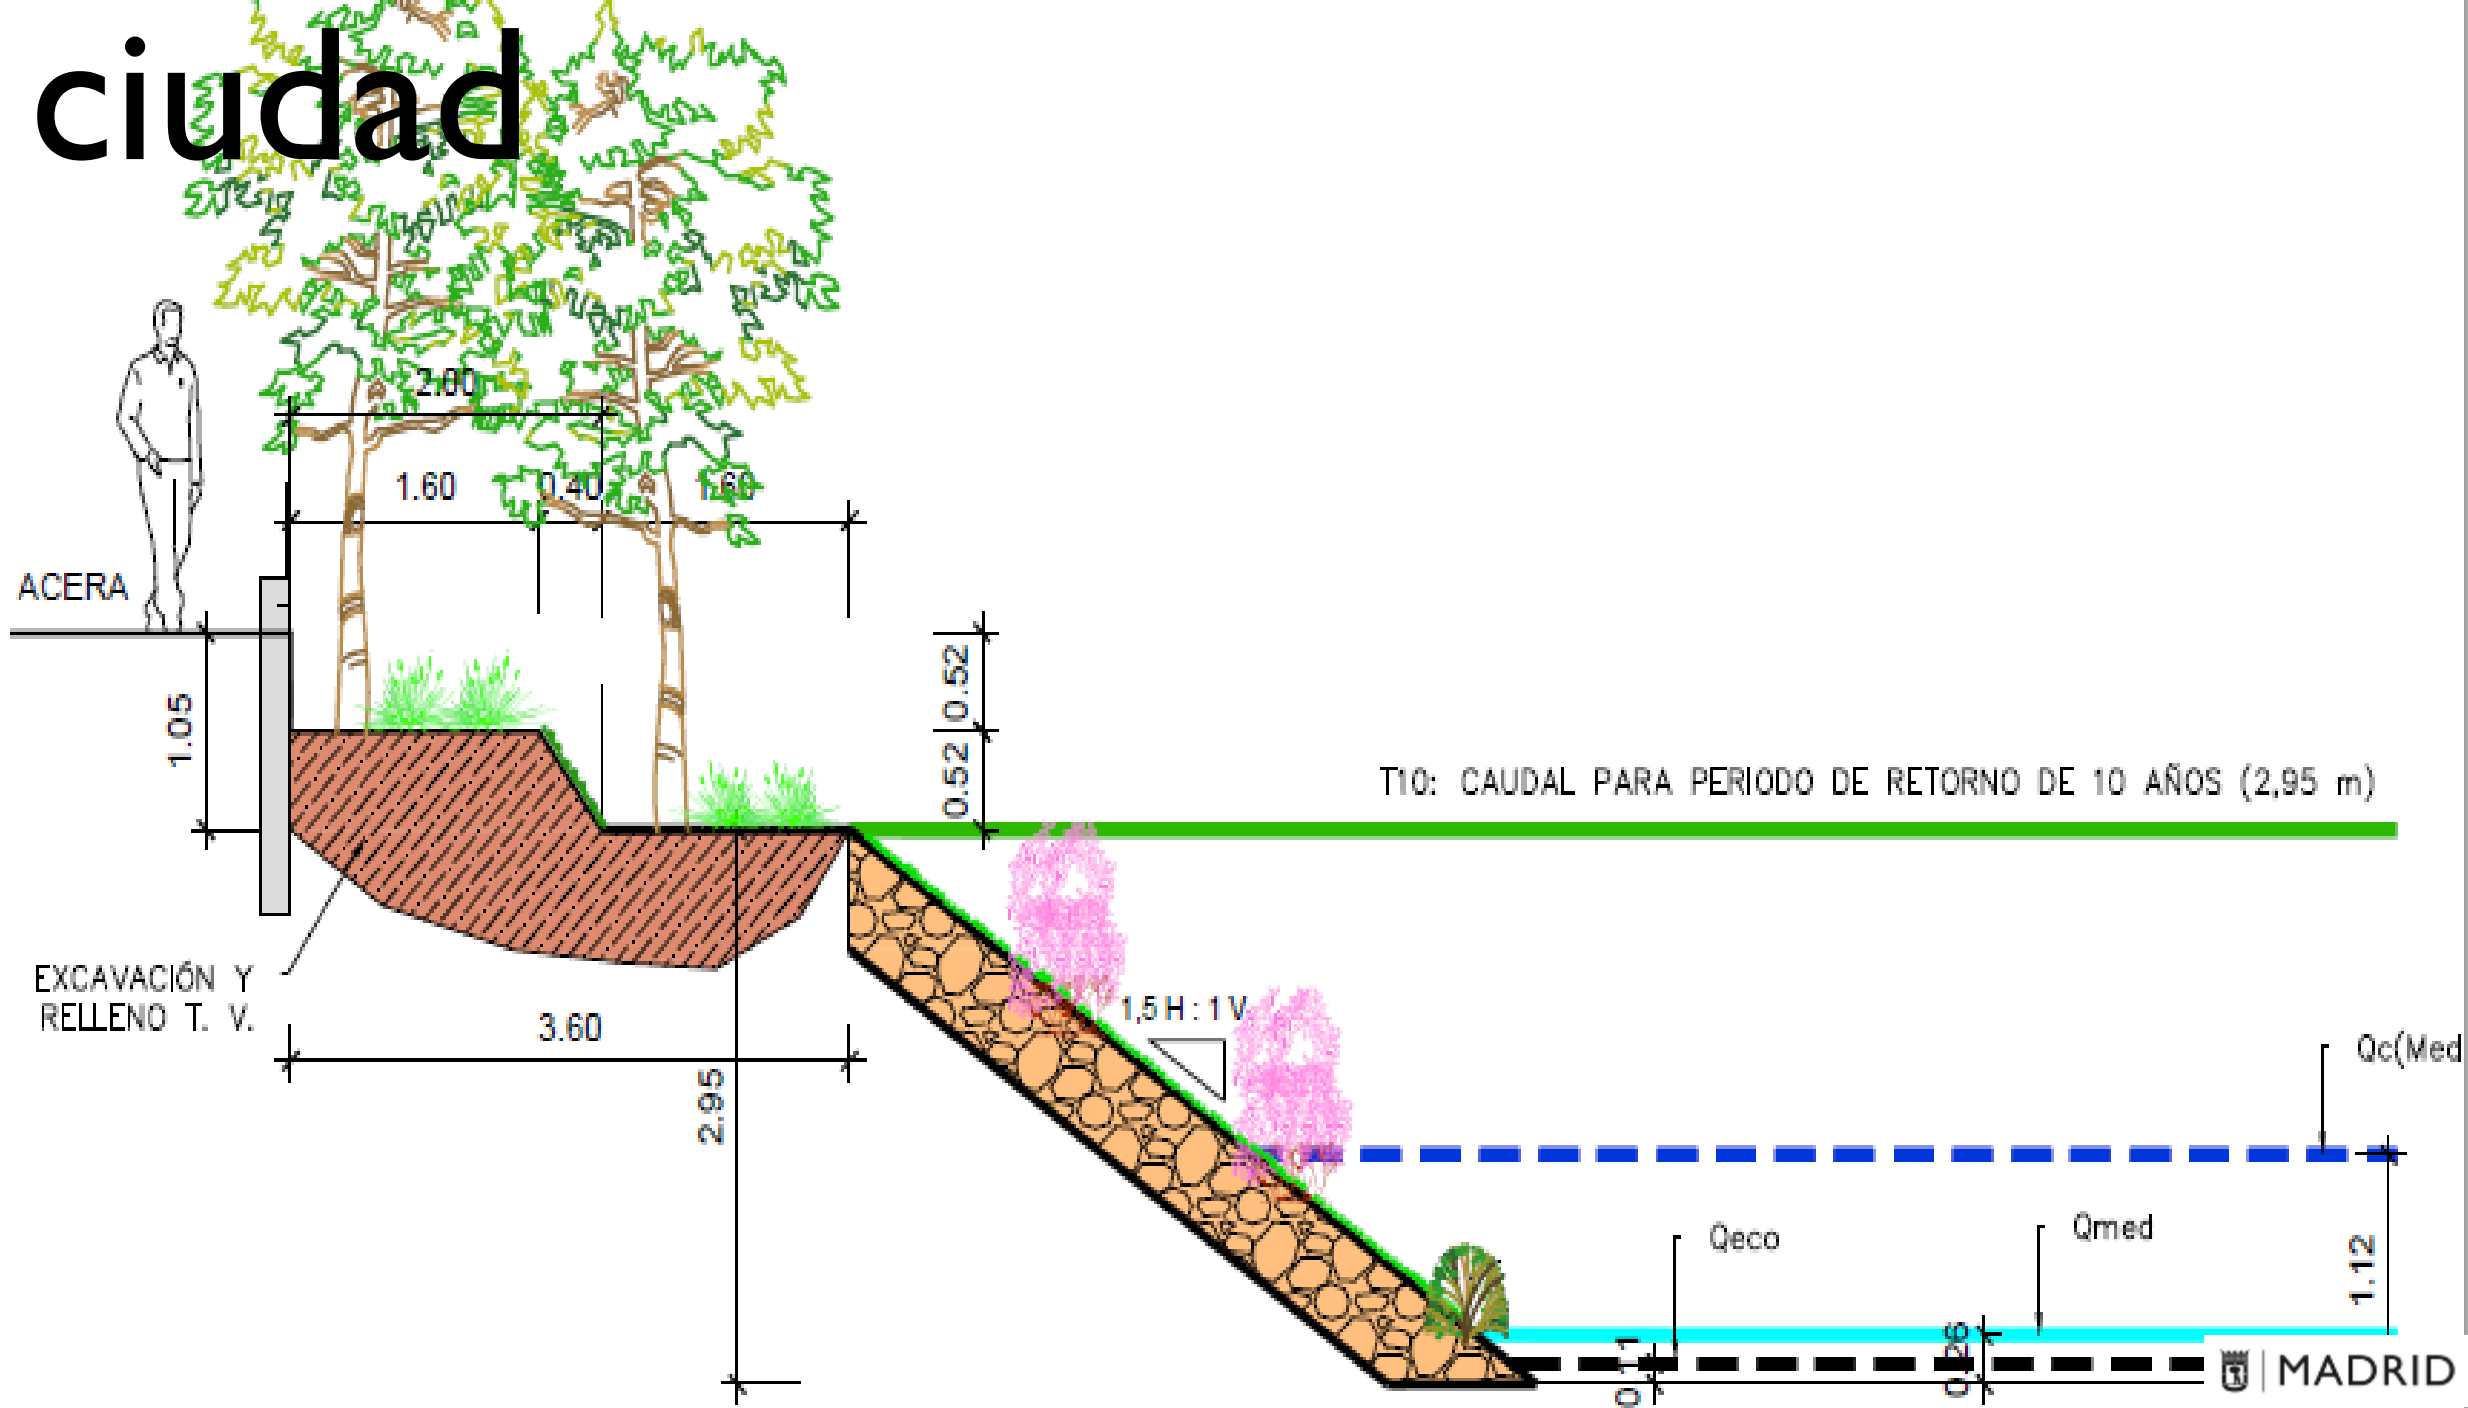 ciudad
2.00
1.60
0.40
1.60
ACERA
0.52
1.05
0.52
T10: CAUDAL PARA PERIODO DE RETORNO DE 10 AÑOS (2,95 m)
EXCAVACIÓN Y
RELLENO T. V.
3.60
1,5 H : 1 V
2.95
Qc(Med
Qeco
Qmed
1.12
0.11
0.26
MADRID